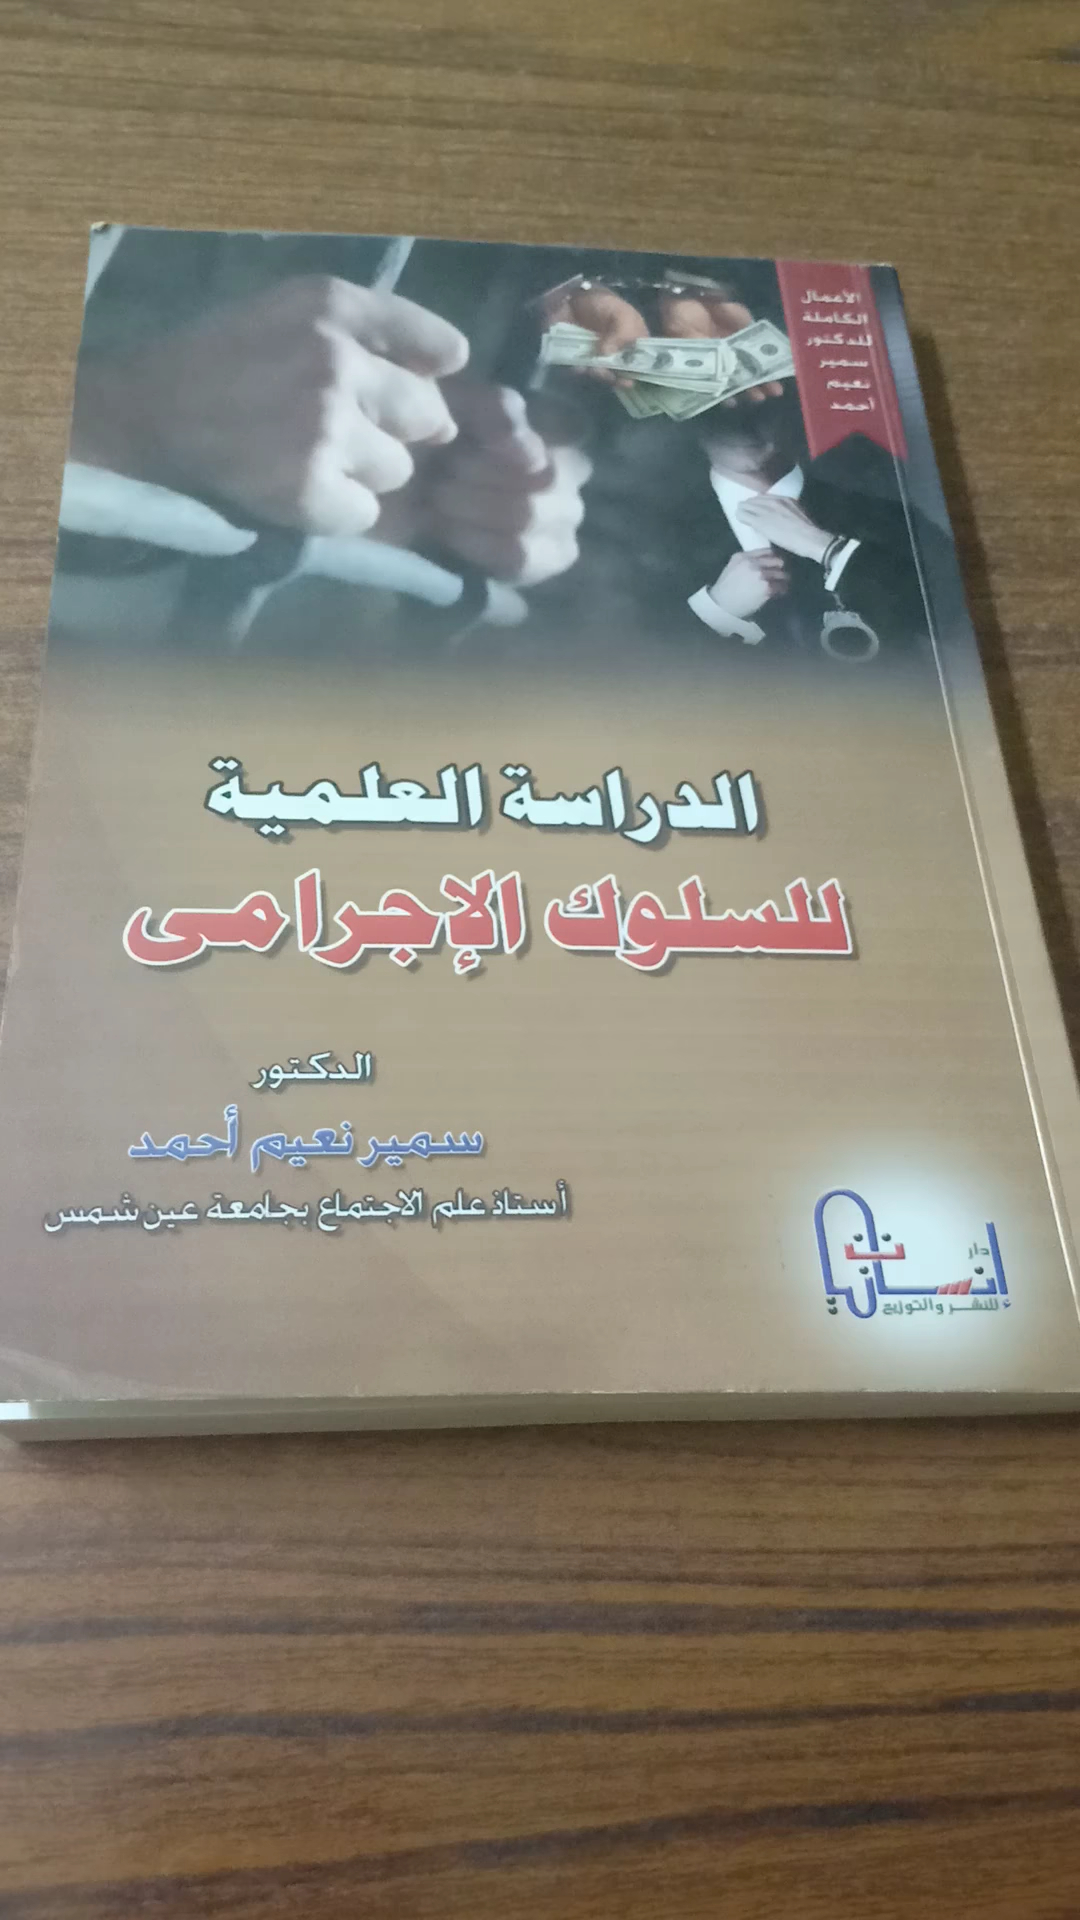 الأعمال
الكاملة
للدكتور
سمير
نعيم
أحمد
الدراسة العلمية
للسلوك الإجرامى
الدكتور
سمير نعيم أحمد
أستاذ علم الاجتماع بجامعة عين شمس
دار
إنسانيات
للنشر والتوزيع